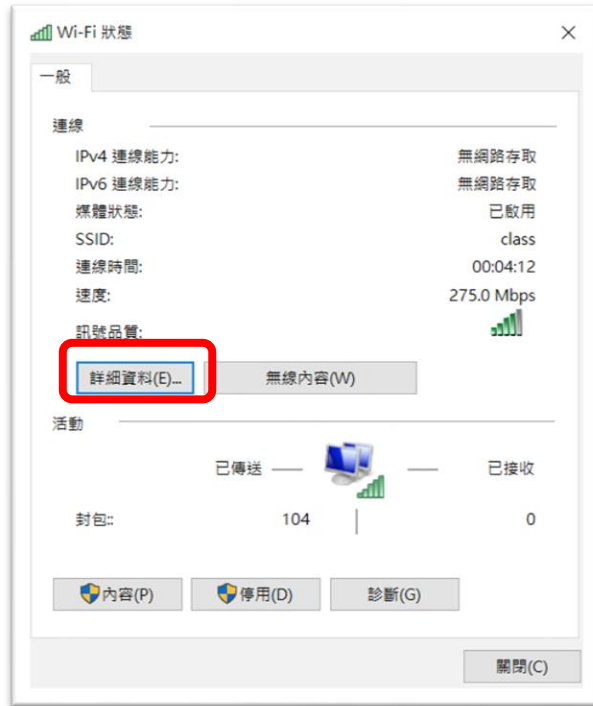 Wi-Fi 狀態
一般
連線
IPv4 連線能力: 無網路存取
IPv6 連線能力: 無網路存取
媒體狀態: 已啟用
SSID: class
連線時間: 00:04:12
速度: 275.0 Mbps
訊號品質:
詳細資料(E)... 無線內容(W)
活動
已傳送 已接收
封包:: 104 0
內容(P) 停用(D) 診斷(G)
關閉(C)